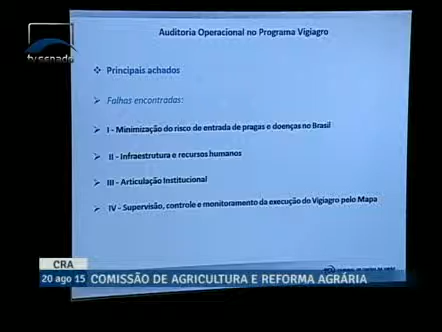 Auditoria Operacional no Programa Vigiagro
Principais achados
Falhas encontradas:
I - Minimização do risco de entrada de pragas e doenças no Brasil
II - Infraestrutura e recursos humanos
III - Articulação Institucional
IV - Supervisão, controle e monitoramento da execução do Vigiagro pelo Mapa
tv senado
CRA
20 ago 15 COMISSÃO DE AGRICULTURA E REFORMA AGRÁRIA